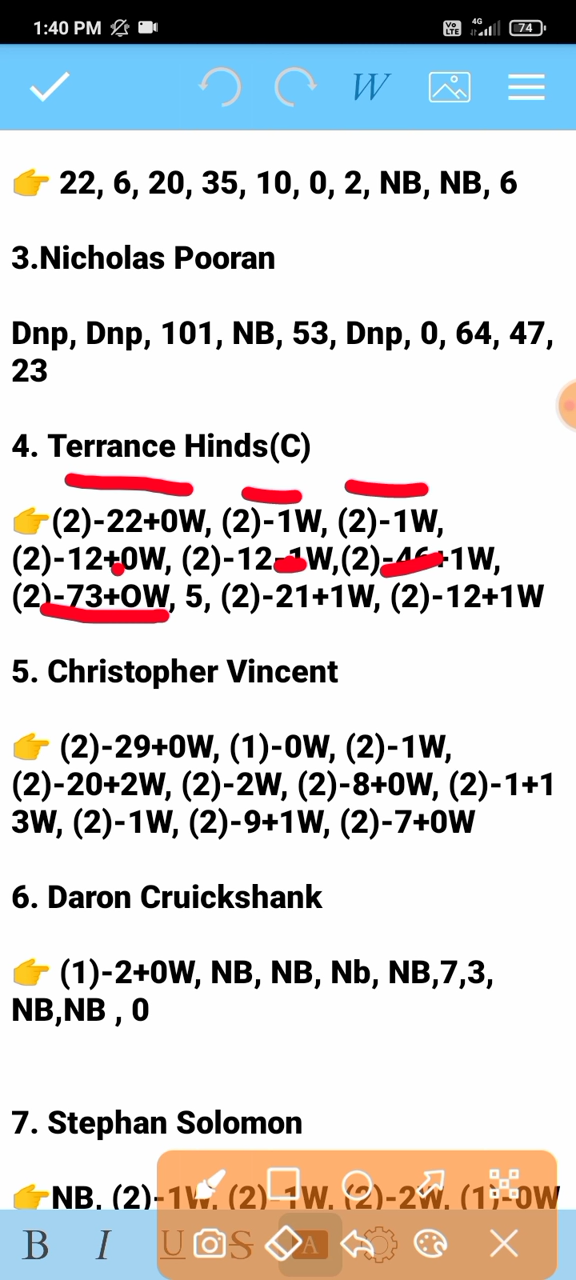 1:40 PM
Vo LTE 4G 74
W
👉 22, 6, 20, 35, 10, 0, 2, NB, NB, 6
3.Nicholas Pooran
Dnp, Dnp, 101, NB, 53, Dnp, 0, 64, 47,
23
4. Terrance Hinds(C)
👉(2)-22+0W, (2)-1W, (2)-1W,
(2)-12+0W, (2)-12-1W,(2)-46+1W,
(2)-73+OW, 5, (2)-21+1W, (2)-12+1W
5. Christopher Vincent
👉 (2)-29+0W, (1)-0W, (2)-1W,
(2)-20+2W, (2)-2W, (2)-8+0W, (2)-1+1
3W, (2)-1W, (2)-9+1W, (2)-7+0W
6. Daron Cruickshank
👉 (1)-2+0W, NB, NB, Nb, NB,7,3,
NB,NB , 0
7. Stephan Solomon
👉NB, (2)-1W, (2)-1W, (2)-2W, (1)-0W
B I U S A